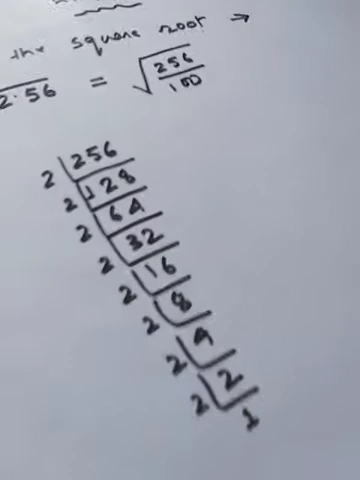 the square root →
√2·56 = √256/100
2 | 256
2 | 128
2 | 64
2 | 32
2 | 16
2 | 8
2 | 4
2 | 2
1